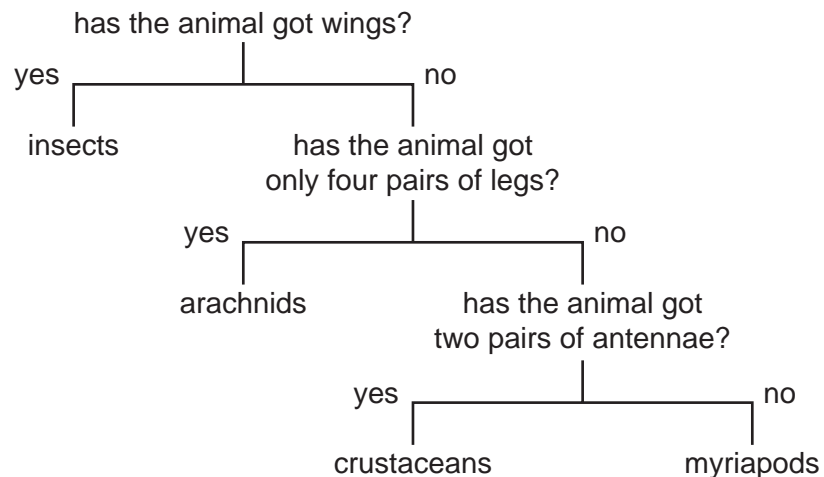 has the animal got wings?
yes
no
insects
has the animal got
only four pairs of legs?
yes
no
arachnids
has the animal got
two pairs of antennae?
yes
no
crustaceans
myriapods